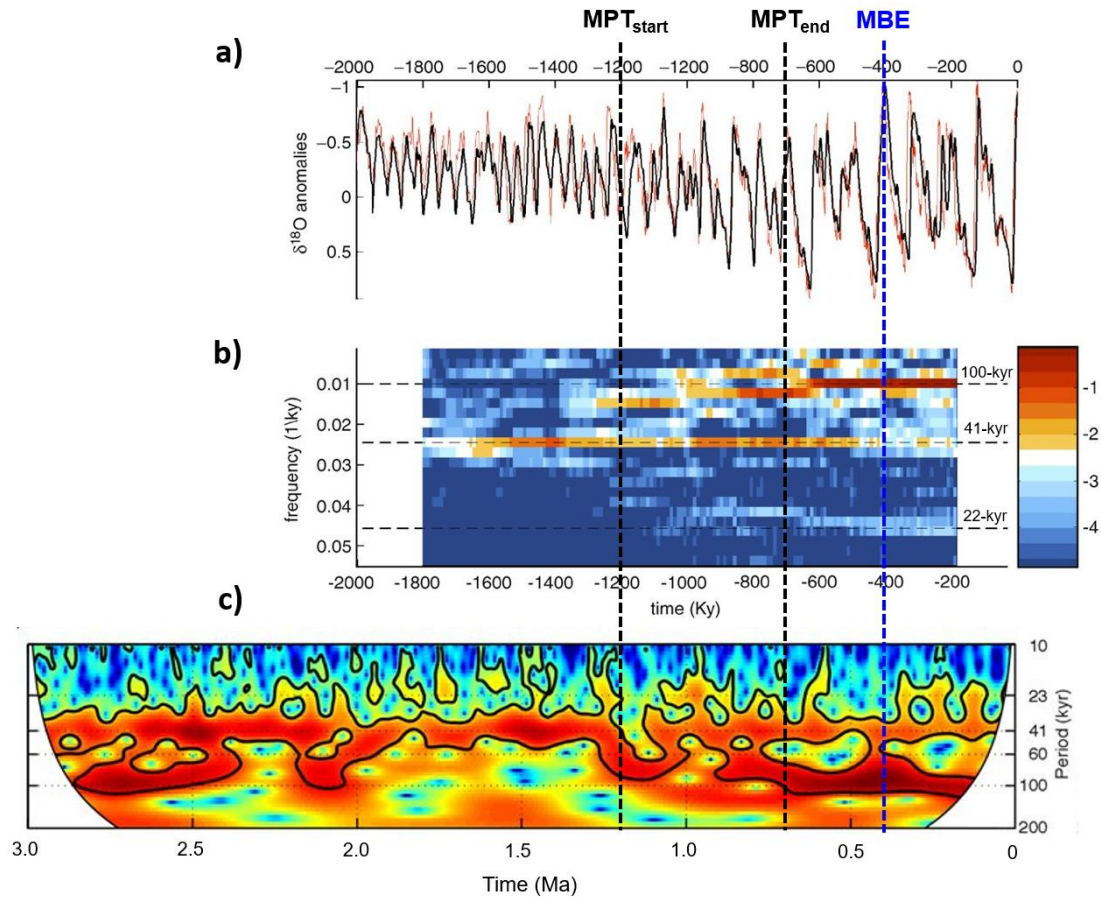 MPTstart MPTend MBE
a)
−2000 −1800 −1600 −1400 −1200 −1200 −800 −600 −400 −200 0
−1
−0.5
0
0.5
δ18O anomalies
b)
0.01
0.02
0.03
0.04
0.05
frequency (1\ky)
100-kyr
41-kyr
22-kyr
-1
-2
-3
-4
-2000 -1800 -1600 -1400 -1200 -1000 -800 -600 -400 -200
time (Ky)
c)
10
23
41
60
100
200
Period (kyr)
3.0 2.5 2.0 1.5 1.0 0.5 0
Time (Ma)